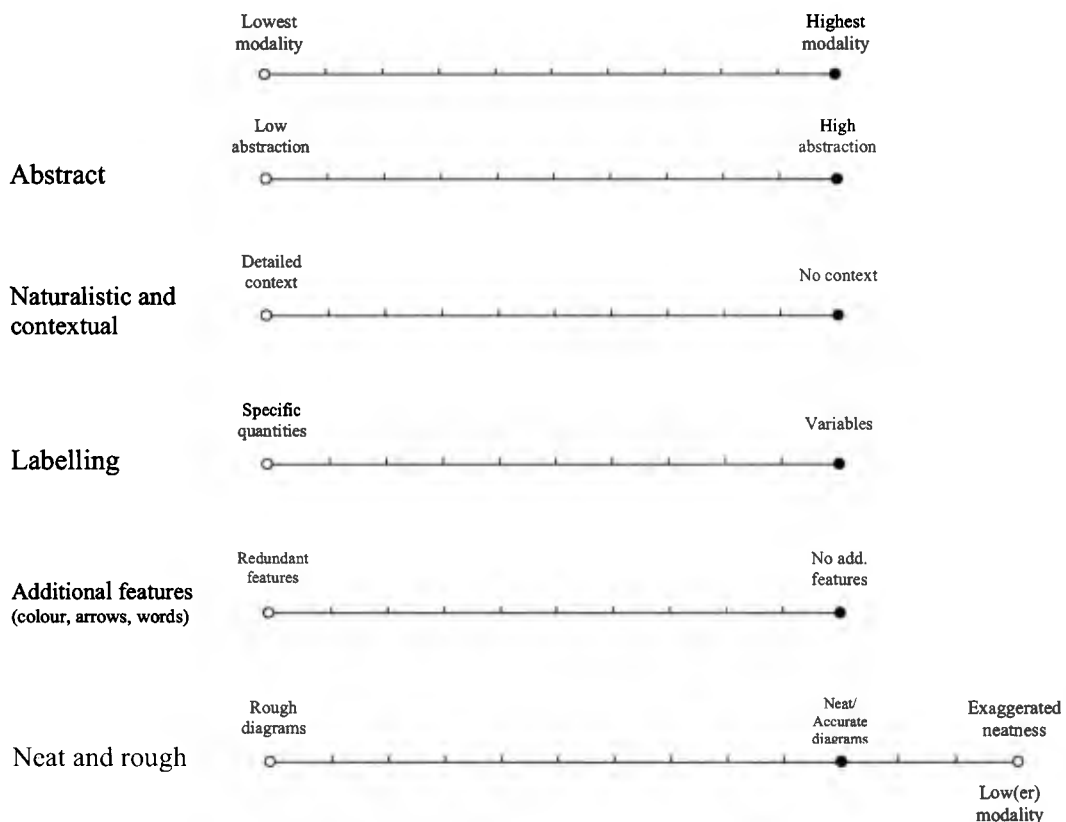 Lowest
modality
Highest
modality
Low
abstraction
High
abstraction
Abstract
Detailed
context
No context
Naturalistic and
contextual
Specific
quantities
Variables
Labelling
Redundant
features
No add.
features
Additional features
(colour, arrows, words)
Rough
diagrams
Neat/
Accurate
diagrams
Exaggerated
neatness
Neat and rough
Low(er)
modality